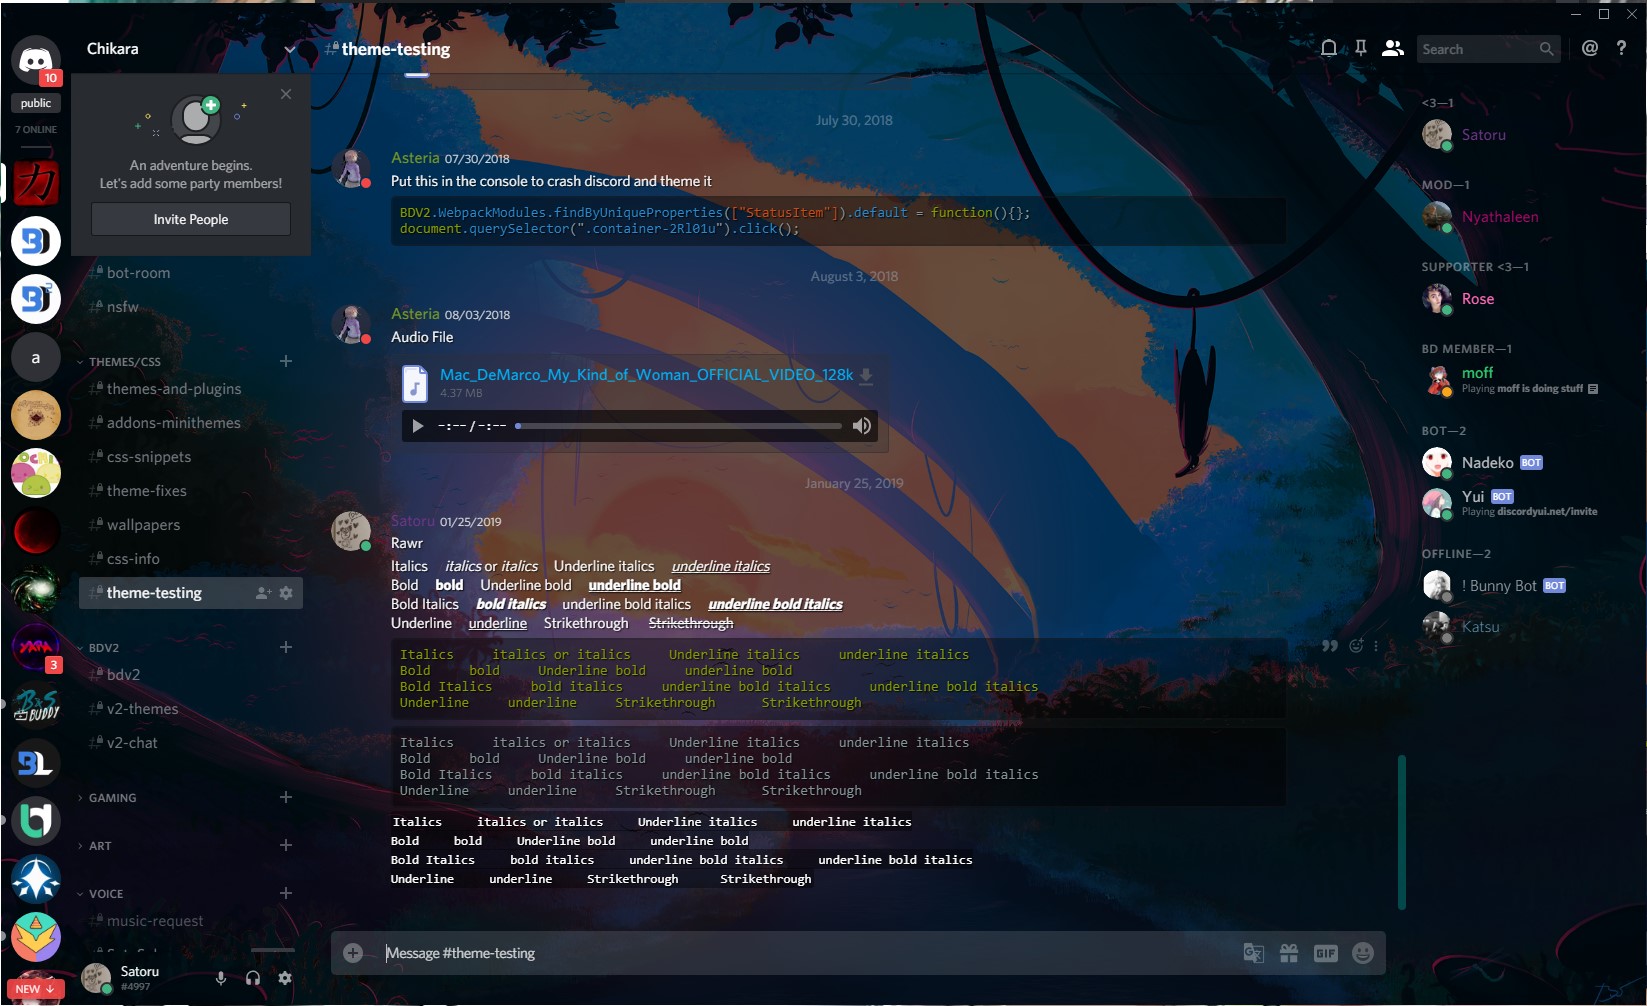 10
public
7 ONLINE
a
3
NEW
Chikara
An adventure begins.
Let's add some party members!
Invite People
bot-room
nsfw
THEMES/CSS
themes-and-plugins
addons-minithemes
css-snippets
theme-fixes
wallpapers
css-info
theme-testing
BDV2
bdv2
v2-themes
v2-chat
GAMING
ART
VOICE
music-request
Satoru
#4997
theme-testing
Search
July 30, 2018
Asteria 07/30/2018
Put this in the console to crash discord and theme it
BDV2.WebpackModules.findByUniqueProperties(["StatusItem"]).default = function(){};
document.querySelector(".container-2Rl01u").click();
August 3, 2018
Asteria 08/03/2018
Audio File
Mac_DeMarco_My_Kind_of_Woman_OFFICIAL_VIDEO_128k
4.37 MB
-:-- / -:--
January 25, 2019
Satoru 01/25/2019
Rawr
Italics italics or italics Underline italics underline italics
Bold bold Underline bold underline bold
Bold Italics bold italics underline bold italics underline bold italics
Underline underline Strikethrough Strikethrough
Italics italics or italics Underline italics underline italics
Bold bold Underline bold underline bold
Bold Italics bold italics underline bold italics underline bold italics
Underline underline Strikethrough Strikethrough
Italics italics or italics Underline italics underline italics
Bold bold Underline bold underline bold
Bold Italics bold italics underline bold italics underline bold italics
Underline underline Strikethrough Strikethrough
Italics italics or italics Underline italics underline italics
Bold bold Underline bold underline bold
Bold Italics bold italics underline bold italics underline bold italics
Underline underline Strikethrough Strikethrough
Message #theme-testing
GIF
<3—1
Satoru
MOD—1
Nyathaleen
SUPPORTER <3—1
Rose
BD MEMBER—1
moff
Playing moff is doing stuff
BOT—2
Nadeko BOT
Yui BOT
Playing discordyui.net/invite
OFFLINE—2
! Bunny Bot BOT
Katsu